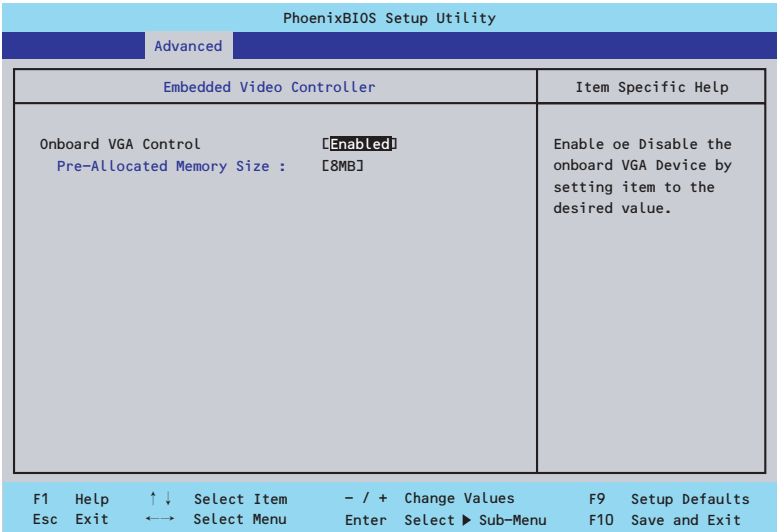 PhoenixBIOS Setup Utility
Advanced
Embedded Video Controller
Item Specific Help
Onboard VGA Control [Enabled]
Pre-Allocated Memory Size : [8MB]
Enable oe Disable the
onboard VGA Device by
setting item to the
desired value.
F1 Help ↑↓ Select Item - / + Change Values F9 Setup Defaults
Esc Exit ←→ Select Menu Enter Select ▶ Sub-Menu F10 Save and Exit